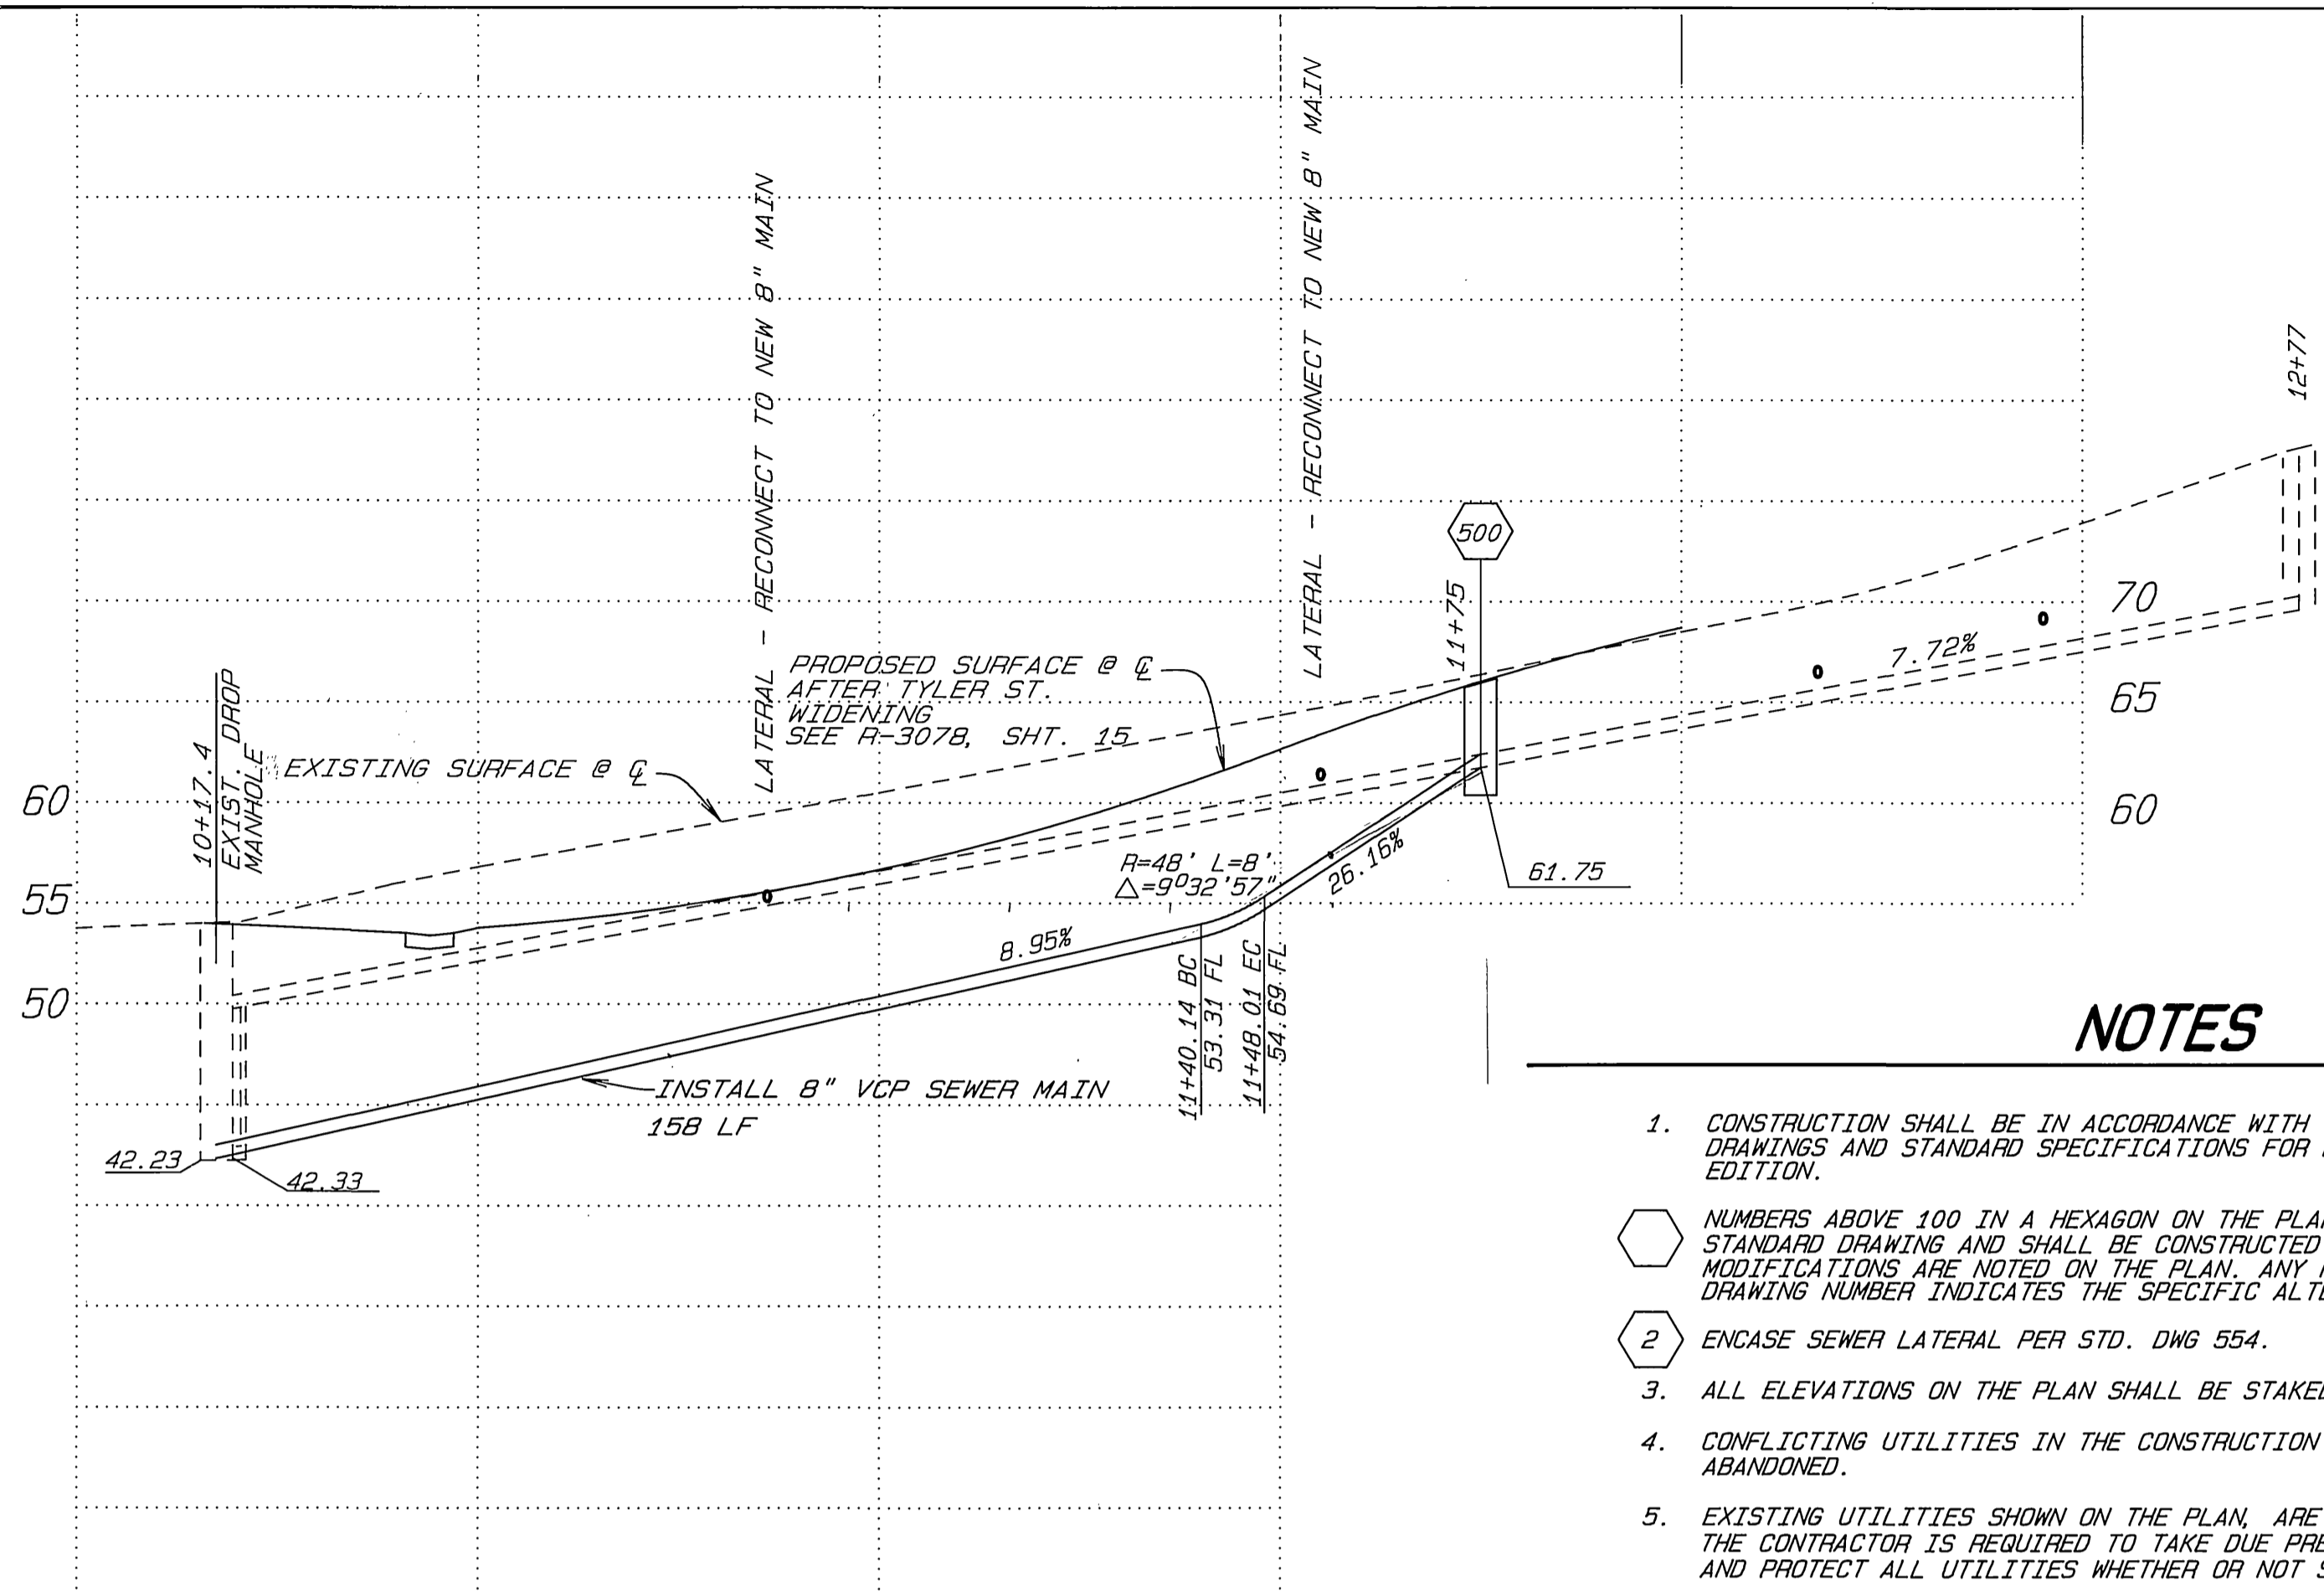 LATERAL - RECONNECT TO NEW 8" MAIN
LATERAL - RECONNECT TO NEW 8" MAIN
12+77
500
11+75
70
7.72%
65
60
PROPOSED SURFACE @ ℄
AFTER TYLER ST.
WIDENING
SEE R-3078, SHT. 15
EXISTING SURFACE @ ℄
10+17.4
EXIST. DROP
MANHOLE
60
55
50
R=48' L=8'
△=9°32'57"
26.16%
61.75
8.95%
11+40.14 BC
53.31 FL
11+48.01 EC
54.69 FL
INSTALL 8" VCP SEWER MAIN
158 LF
42.23
42.33
NOTES
1. CONSTRUCTION SHALL BE IN ACCORDANCE WITH
DRAWINGS AND STANDARD SPECIFICATIONS FOR
EDITION.
NUMBERS ABOVE 100 IN A HEXAGON ON THE PLA
STANDARD DRAWING AND SHALL BE CONSTRUCTED
MODIFICATIONS ARE NOTED ON THE PLAN. ANY
DRAWING NUMBER INDICATES THE SPECIFIC ALT
2 ENCASE SEWER LATERAL PER STD. DWG 554.
3. ALL ELEVATIONS ON THE PLAN SHALL BE STAKE
4. CONFLICTING UTILITIES IN THE CONSTRUCTION
ABANDONED.
5. EXISTING UTILITIES SHOWN ON THE PLAN, ARE
THE CONTRACTOR IS REQUIRED TO TAKE DUE PRE
AND PROTECT ALL UTILITIES WHETHER OR NOT